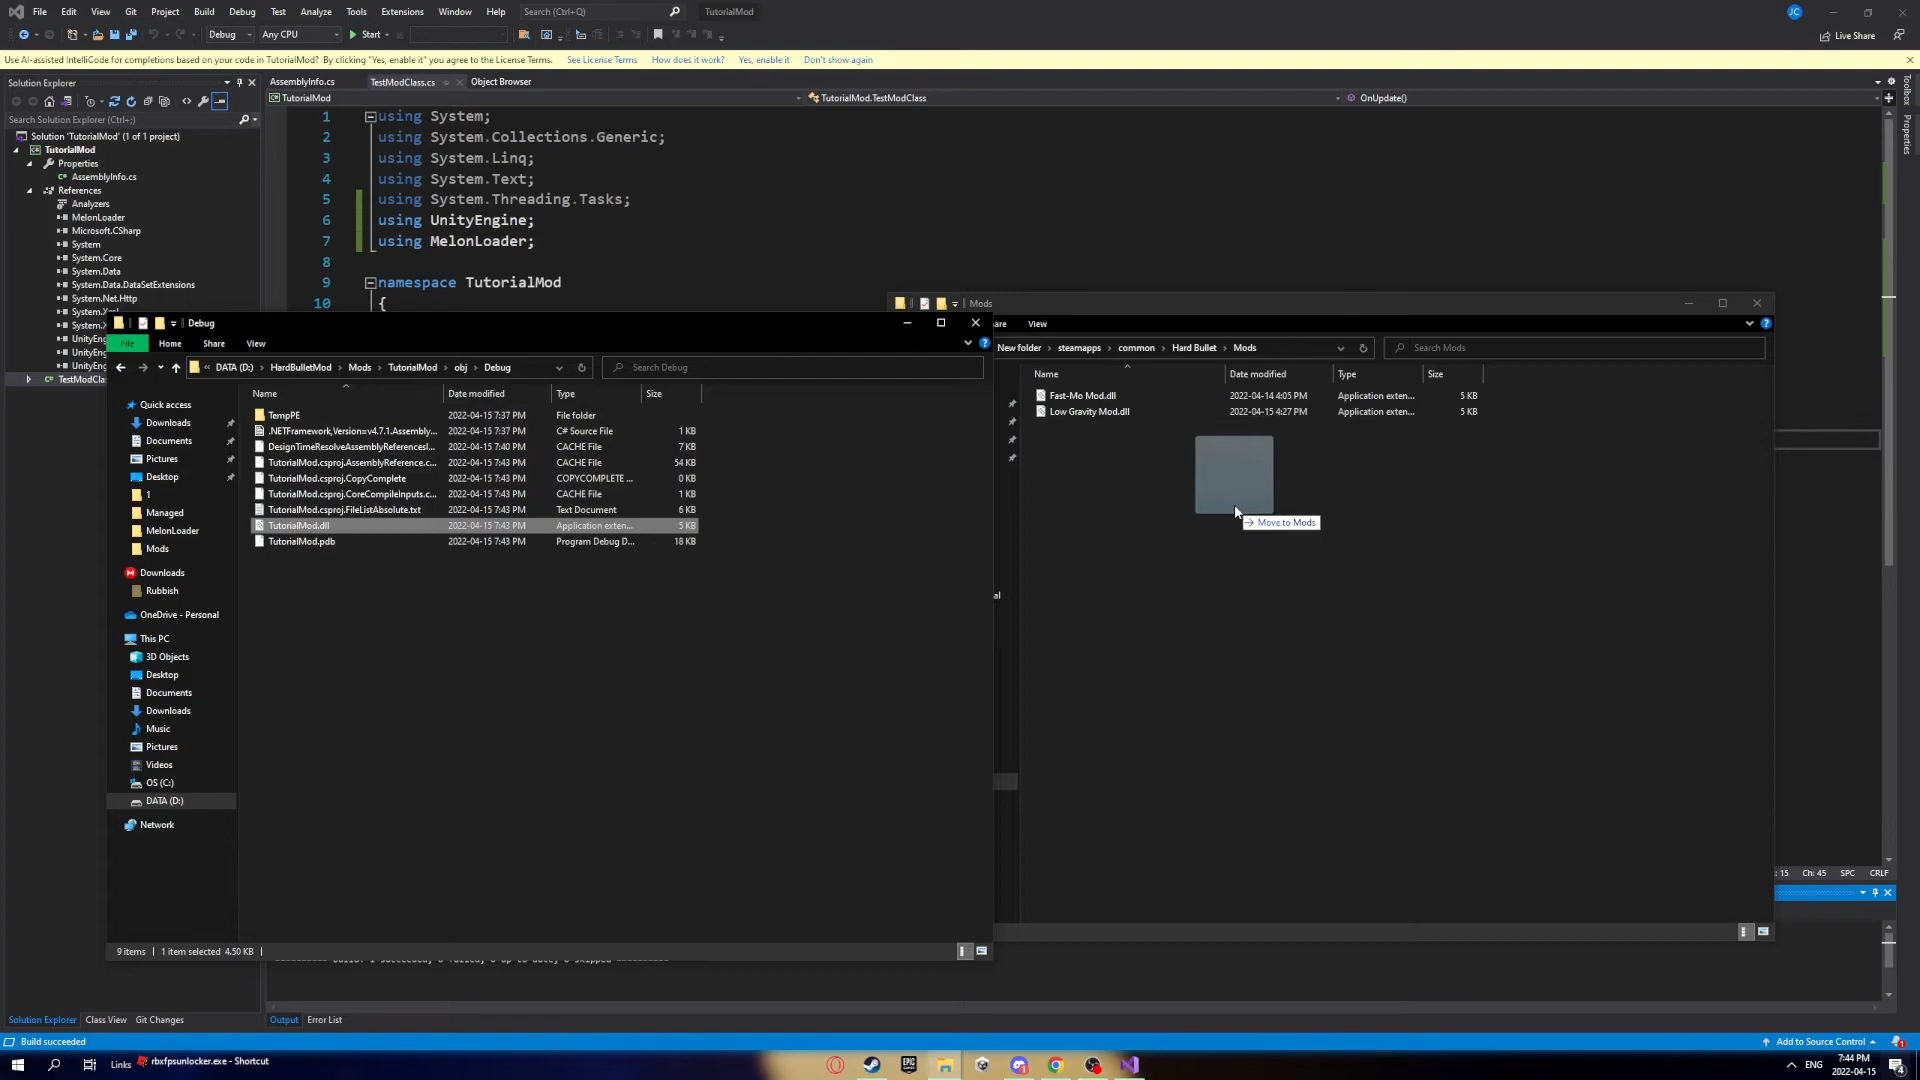 File Edit View Git Project Build Debug Test Analyze Tools Extensions Window Help Search (Ctrl+Q) TutorialMod JC
Debug Any CPU Start Live Share
Use AI-assisted IntelliCode for completions based on your code in TutorialMod? By clicking "Yes, enable it" you agree to the License Terms. See License Terms How does it work? Yes, enable it Don't show again
Solution Explorer
AssemblyInfo.cs TestModClass.cs Object Browser
TutorialMod TutorialMod.TestModClass OnUpdate()
Toolbox
Properties
Search Solution Explorer (Ctrl+;)
Solution 'TutorialMod' (1 of 1 project)
TutorialMod
Properties
AssemblyInfo.cs
References
Analyzers
MelonLoader
Microsoft.CSharp
System
System.Core
System.Data
System.Data.DataSetExtensions
System.Net.Http
System.X
System.X
UnityEng
UnityEng
UnityEng
TestModCla
1 using System;
2 using System.Collections.Generic;
3 using System.Linq;
4 using System.Text;
5 using System.Threading.Tasks;
6 using UnityEngine;
7 using MelonLoader;
8
9 namespace TutorialMod
10 {
Debug
File Home Share View
DATA (D:) › HardBulletMod › Mods › TutorialMod › obj › Debug Search Debug
Quick access
Downloads
Documents
Pictures
Desktop
1
Managed
MelonLoader
Mods
Downloads
Rubbish
OneDrive - Personal
This PC
3D Objects
Desktop
Documents
Downloads
Music
Pictures
Videos
OS (C:)
DATA (D:)
Network
Name Date modified Type Size
TempPE 2022-04-15 7:37 PM File folder
.NETFramework,Version=v4.7.1.Assembly... 2022-04-15 7:37 PM C# Source File 1 KB
DesignTimeResolveAssemblyReferencesI... 2022-04-15 7:40 PM CACHE File 7 KB
TutorialMod.csproj.AssemblyReference.c... 2022-04-15 7:43 PM CACHE File 54 KB
TutorialMod.csproj.CopyComplete 2022-04-15 7:43 PM COPYCOMPLETE ... 0 KB
TutorialMod.csproj.CoreCompileInputs.c... 2022-04-15 7:43 PM CACHE File 1 KB
TutorialMod.csproj.FileListAbsolute.txt 2022-04-15 7:43 PM Text Document 6 KB
TutorialMod.dll 2022-04-15 7:43 PM Application exten... 5 KB
TutorialMod.pdb 2022-04-15 7:43 PM Program Debug D... 18 KB
9 items 1 item selected 4.50 KB
Mods
are View
New folder › steamapps › common › Hard Bullet › Mods Search Mods
Name Date modified Type Size
Fast-Mo Mod.dll 2022-04-14 4:05 PM Application exten... 5 KB
Low Gravity Mod.dll 2022-04-15 4:27 PM Application exten... 5 KB
→ Move to Mods
al
: 15 Ch: 45 SPC CRLF
Solution Explorer Class View Git Changes Output Error List
Build succeeded Add to Source Control 1
Links rbxfpsunlocker.exe - Shortcut ENG 7:44 PM
2022-04-15 4